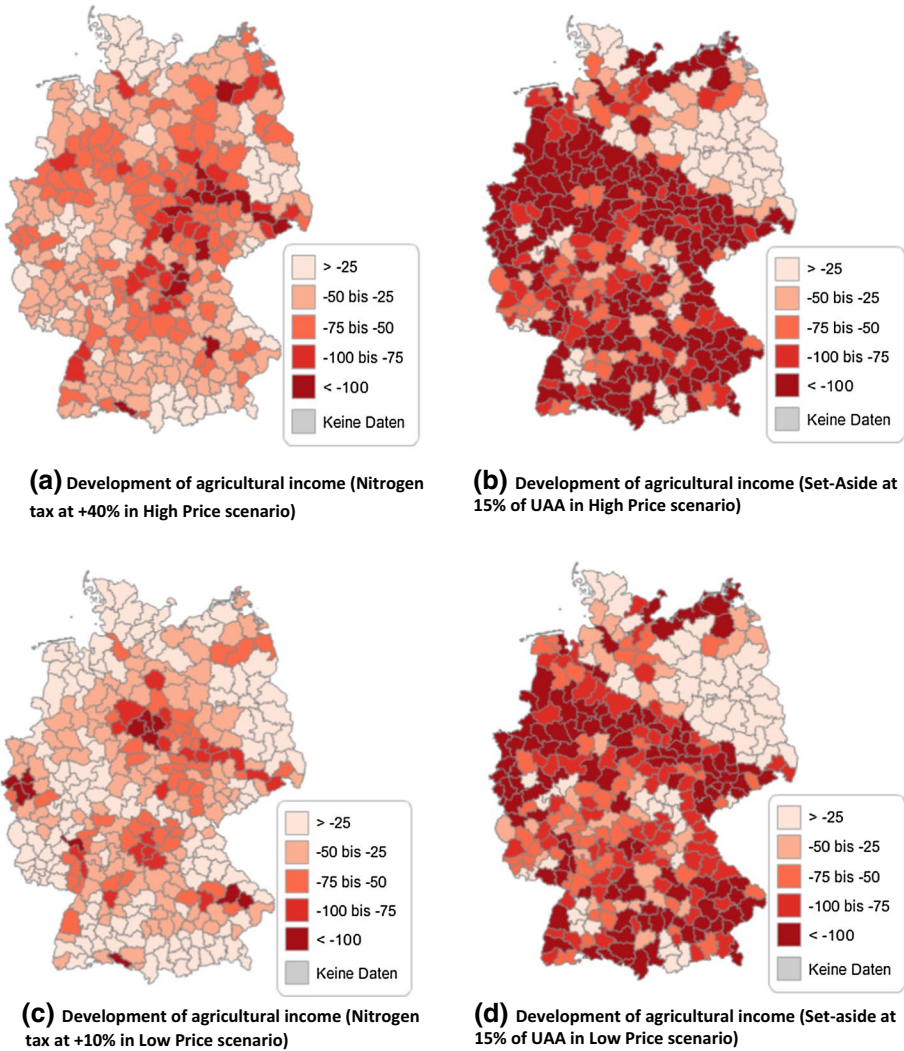 > -25
-50 bis -25
-75 bis -50
-100 bis -75
< -100
Keine Daten
(a) Development of agricultural income (Nitrogen
tax at +40% in High Price scenario)
> -25
-50 bis -25
-75 bis -50
-100 bis -75
< -100
Keine Daten
(b) Development of agricultural income (Set-Aside at
15% of UAA in High Price scenario)
> -25
-50 bis -25
-75 bis -50
-100 bis -75
< -100
Keine Daten
(c) Development of agricultural income (Nitrogen
tax at +10% in Low Price scenario)
> -25
-50 bis -25
-75 bis -50
-100 bis -75
< -100
Keine Daten
(d) Development of agricultural income (Set-aside at
15% of UAA in Low Price scenario)